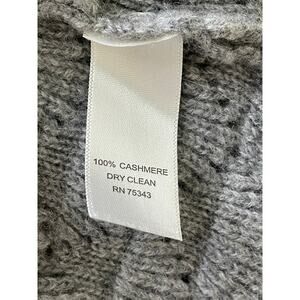 100% CASHMERE
DRY CLEAN
RN 75343